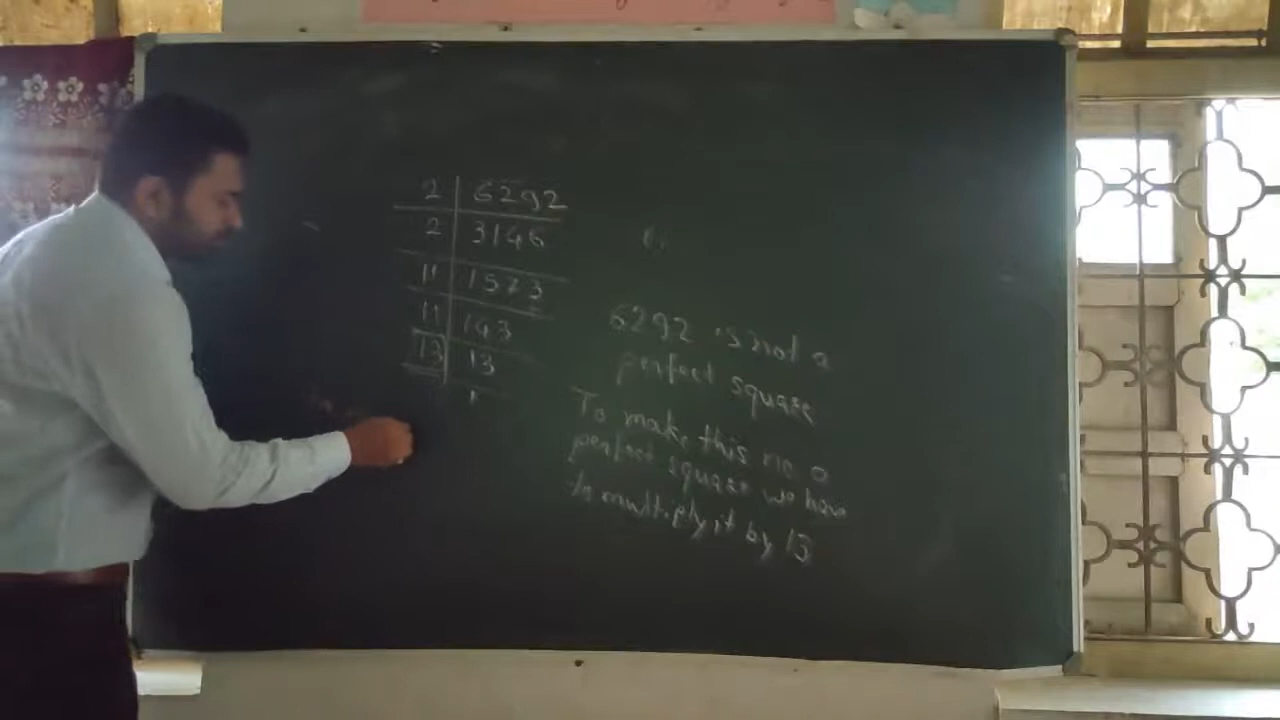 2 | 6292
2 | 3146
11 | 1573
11 | 143
13 | 13
1
6292 is not a
perfect square
To make this no a
perfect square we have
to multiply it by 13